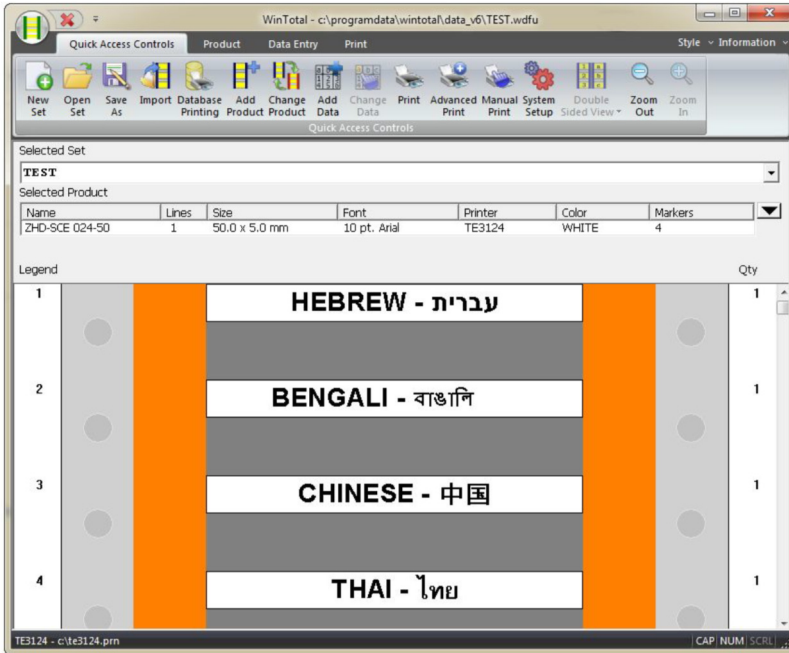 WinTotal - c:\programdata\wintotal\data_v6\TEST.wdfu
Quick Access Controls Product Data Entry Print Style Information
New Set Open Set Save As Import Database Printing Add Product Change Product Add Data Change Data Print Advanced Print Manual Print System Setup Double Sided View Zoom Out Zoom In
Quick Access Controls
Selected Set
TEST
Selected Product
Name Lines Size Font Printer Color Markers
ZHD-SCE 024-50 1 50.0 x 5.0 mm 10 pt. Arial TE3124 WHITE 4
Legend Qty
1 HEBREW - עברית 1
2 BENGALI - বাঙালি 1
3 CHINESE - 中国 1
4 THAI - ไทย 1
TE3124 - c:\te3124.prn CAP NUM SCRL